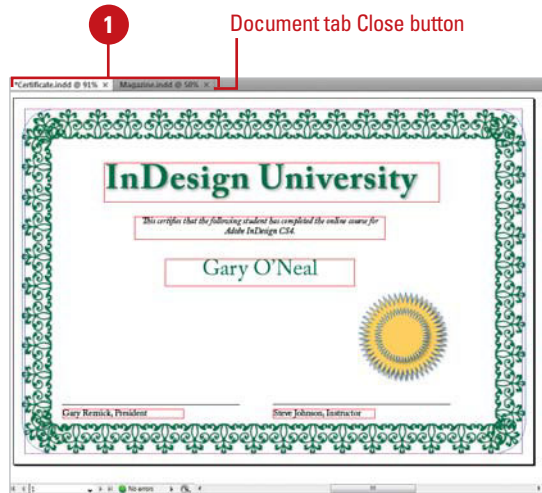 1
Document tab Close button
*Certificate.indd @ 91% × Magazine.indd @ 50% ×
InDesign University
This certifies that the following student has completed the online course for
Adobe InDesign CS4.
Gary O'Neal
Gary Remick, President Steve Johnson, Instructor
1 No errors